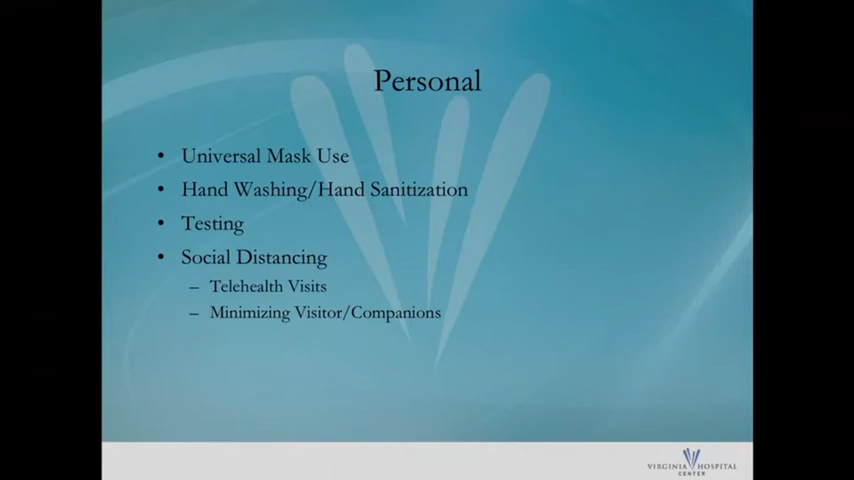 Personal
• Universal Mask Use
• Hand Washing/Hand Sanitization
• Testing
• Social Distancing
– Telehealth Visits
– Minimizing Visitor/Companions
VIRGINIA HOSPITAL
CENTER